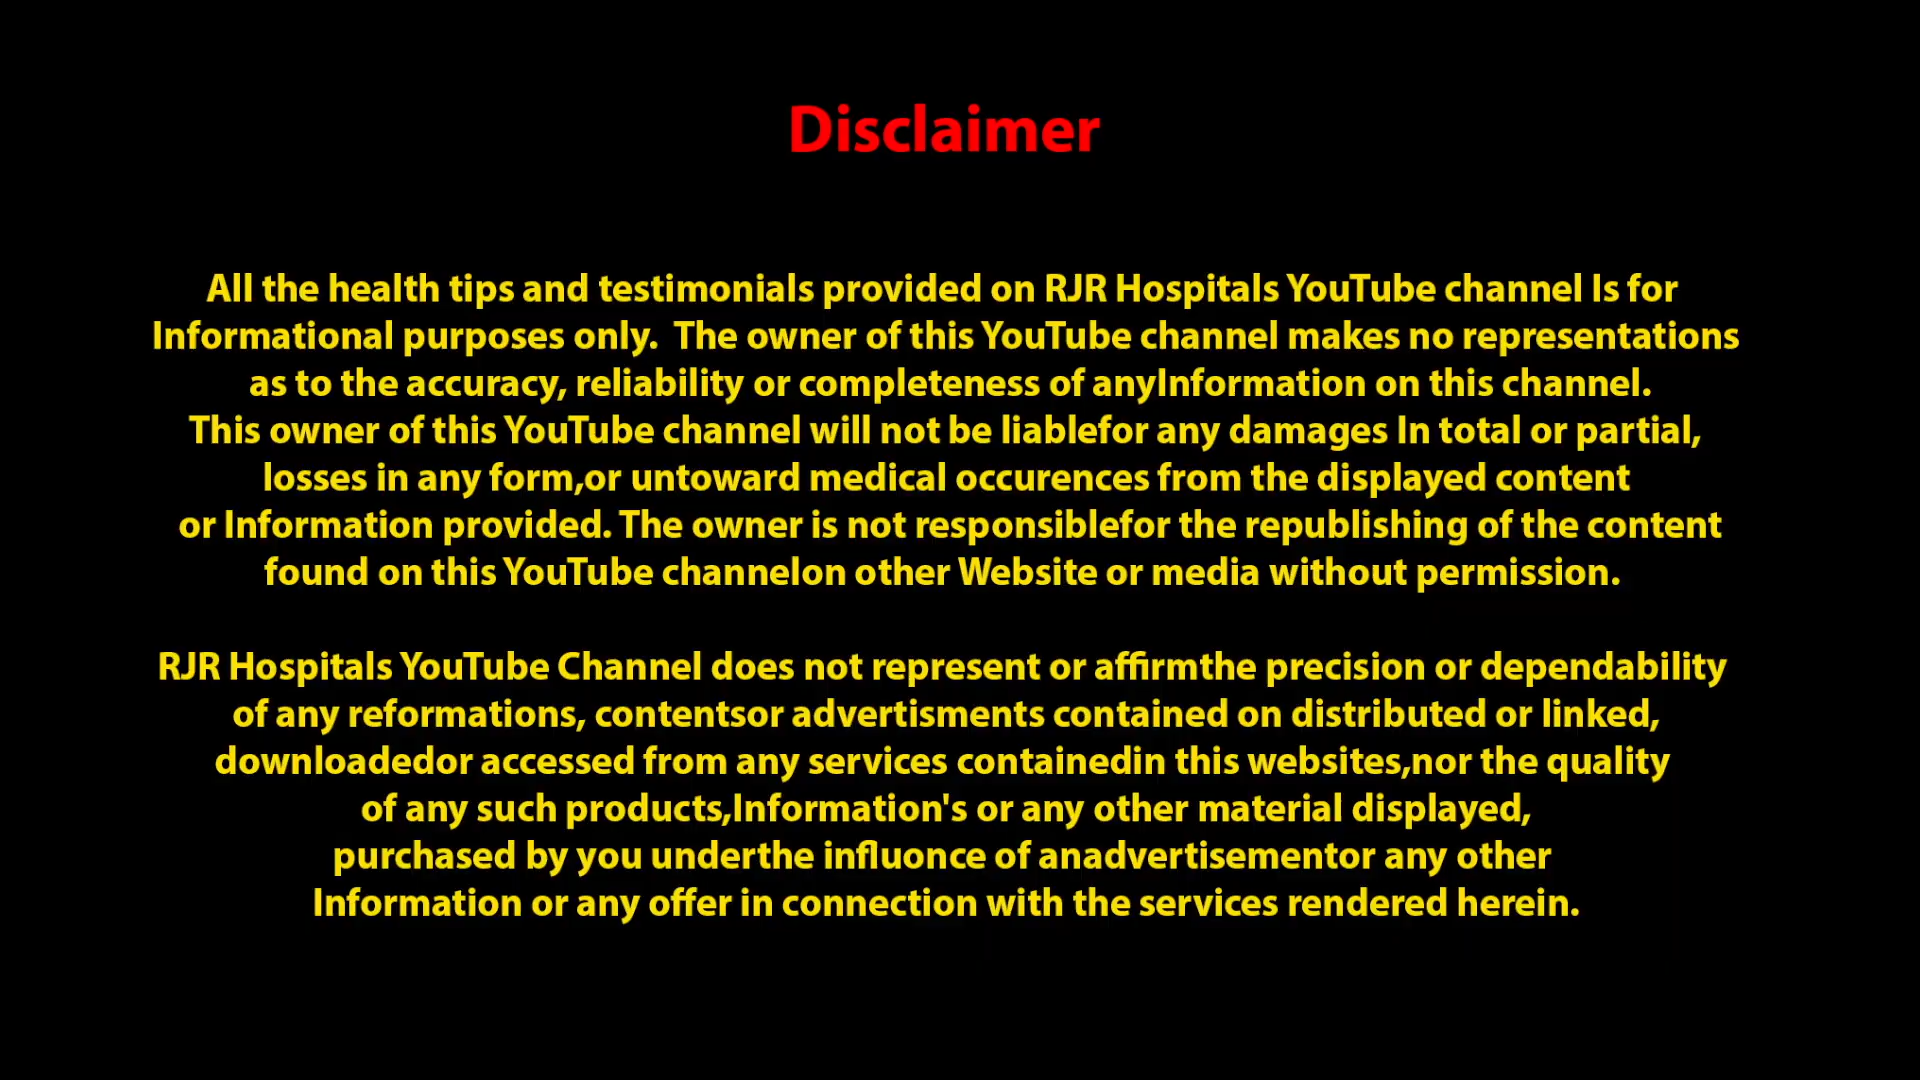 Disclaimer
All the health tips and testimonials provided on RJR Hospitals YouTube channel Is for
Informational purposes only.  The owner of this YouTube channel makes no representations
as to the accuracy, reliability or completeness of anyInformation on this channel.
This owner of this YouTube channel will not be liablefor any damages In total or partial,
losses in any form,or untoward medical occurences from the displayed content
or Information provided. The owner is not responsiblefor the republishing of the content
found on this YouTube channelon other Website or media without permission.
RJR Hospitals YouTube Channel does not represent or affirmthe precision or dependability
of any reformations, contentsor advertisments contained on distributed or linked,
downloadedor accessed from any services containedin this websites,nor the quality
of any such products,Information's or any other material displayed,
purchased by you underthe influonce of anadvertisementor any other
Information or any offer in connection with the services rendered herein.